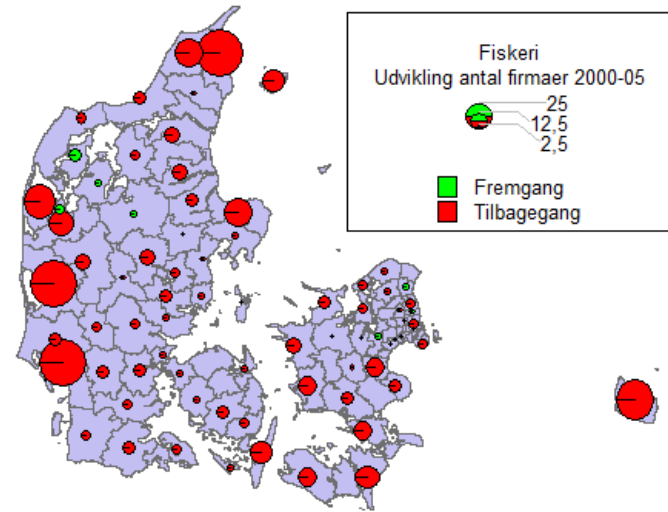 Fiskeri
Udvikling antal firmaer 2000-05
25
12,5
2,5
Fremgang
Tilbagegang